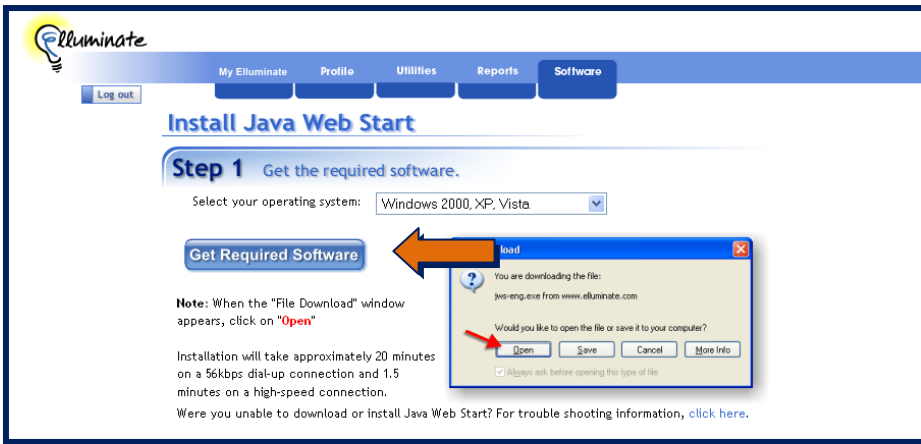 Elluminate
My Elluminate Profile Utilities Reports Software
Log out
Install Java Web Start
Step 1 Get the required software.
Select your operating system: Windows 2000, XP, Vista
Get Required Software
load
You are downloading the file:
jws-eng.exe from www.elluminate.com
Would you like to open the file or save it to your computer?
Open Save Cancel More Info
Always ask before opening this type of file
Note: When the "File Download" window
appears, click on "Open"
Installation will take approximately 20 minutes
on a 56kbps dial-up connection and 1.5
minutes on a high-speed connection.
Were you unable to download or install Java Web Start? For trouble shooting information, click here.